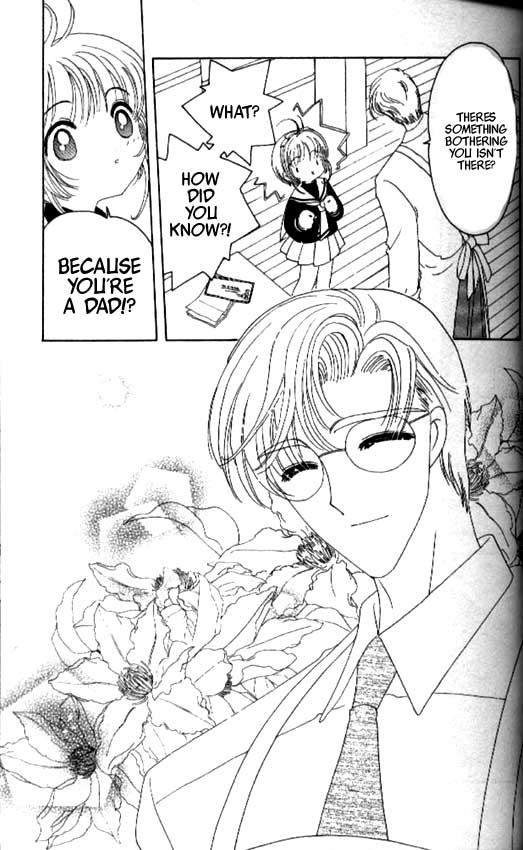 THERES
SOMETHING
BOTHERING
YOU ISN'T
THERE?
WHAT?
HOW
DID
YOU
KNOW?!
BECAUSE
YOU'RE
A DAD!?